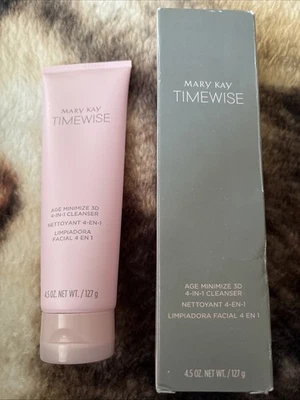 MARY KAY
TIMEWISE
AGE MINIMIZE 3D
4-IN-1 CLEANSER
NETTOYANT 4-EN-1
LIMPIADORA
FACIAL 4 EN 1
4.5 OZ. NET WT. / 127 g
MARY KAY
TIMEWISE
AGE MINIMIZE 3D
4-IN-1 CLEANSER
NETTOYANT 4-EN-1
LIMPIADORA FACIAL 4 EN 1
4.5 OZ. NET WT. / 127 g